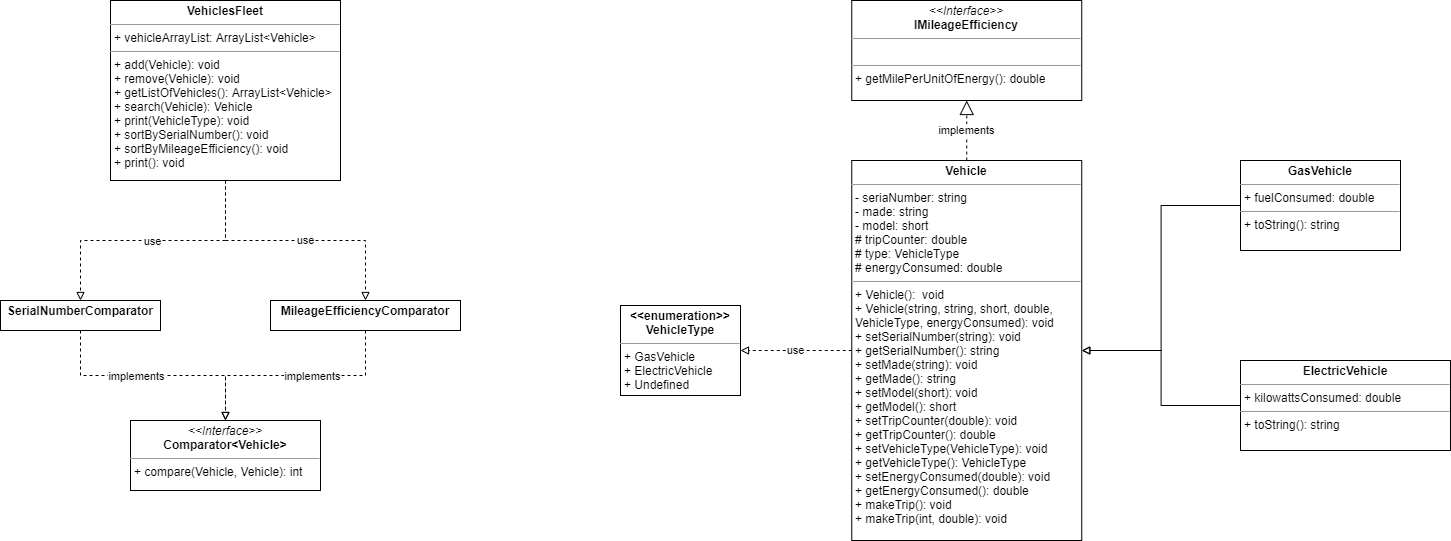 VehiclesFleet
+ vehicleArrayList: ArrayList<Vehicle>
+ add(Vehicle): void
+ remove(Vehicle): void
+ getListOfVehicles(): ArrayList<Vehicle>
+ search(Vehicle): Vehicle
+ print(VehicleType): void
+ sortBySerialNumber(): void
+ sortByMileageEfficiency(): void
+ print(): void
use
use
SerialNumberComparator
MileageEfficiencyComparator
implements
implements
<<Interface>>
Comparator<Vehicle>
+ compare(Vehicle, Vehicle): int
<<Interface>>
IMileageEfficiency
+ getMilePerUnitOfEnergy(): double
implements
Vehicle
- seriaNumber: string
- made: string
- model: short
# tripCounter: double
# type: VehicleType
# energyConsumed: double
+ Vehicle(): void
+ Vehicle(string, string, short, double,
VehicleType, energyConsumed): void
+ setSerialNumber(string): void
+ getSerialNumber(): string
+ setMade(string): void
+ getMade(): string
+ setModel(short): void
+ getModel(): short
+ setTripCounter(double): void
+ getTripCounter(): double
+ setVehicleType(VehicleType): void
+ getVehicleType(): VehicleType
+ setEnergyConsumed(double): void
+ getEnergyConsumed(): double
+ makeTrip(): void
+ makeTrip(int, double): void
use
<<enumeration>>
VehicleType
+ GasVehicle
+ ElectricVehicle
+ Undefined
GasVehicle
+ fuelConsumed: double
+ toString(): string
ElectricVehicle
+ kilowattsConsumed: double
+ toString(): string